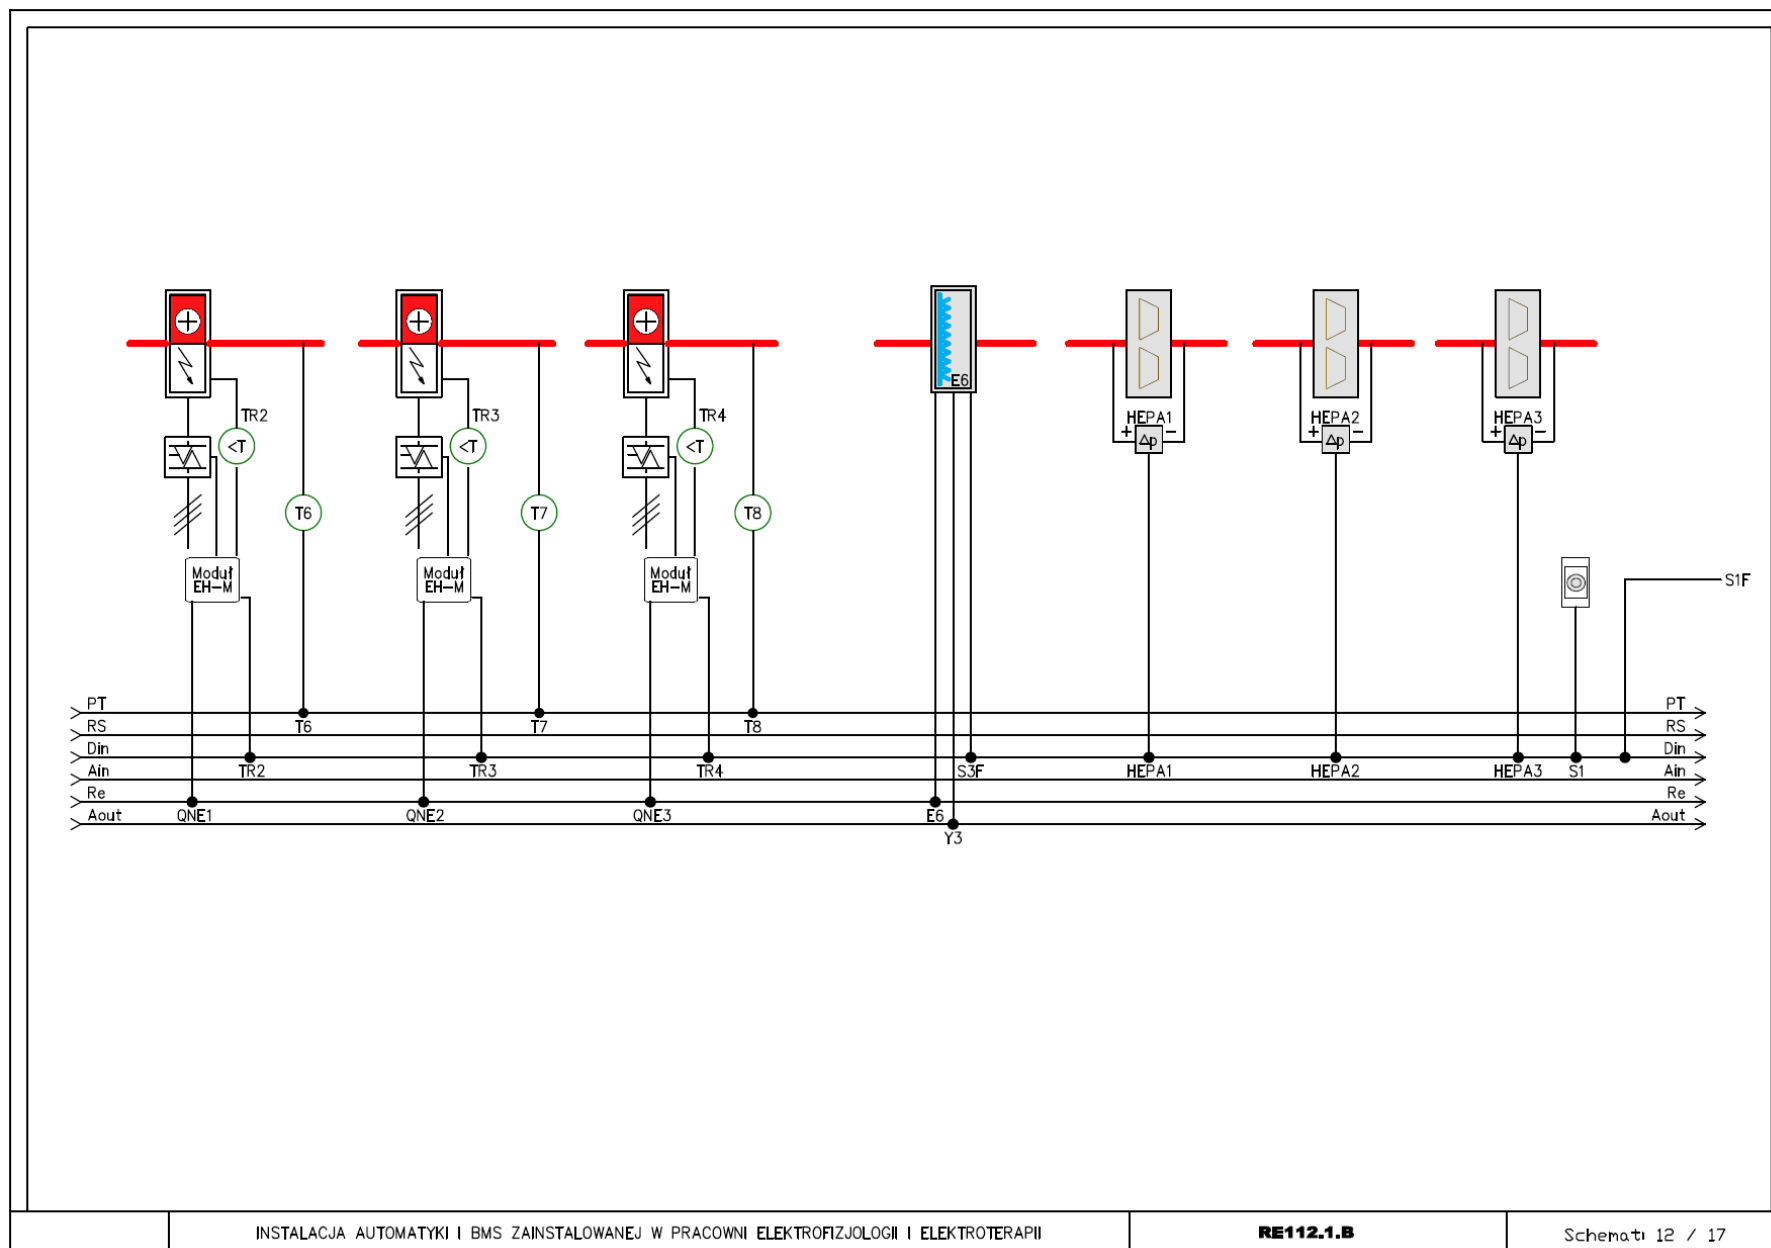 E6
TR2 TR3 TR4 HEPA1 HEPA2 HEPA3
<T <T <T + Δp - + Δp - + Δp -
T6 T7 T8
Moduł Moduł Moduł
EH-M EH-M EH-M
S1F
PT PT
T6 T7 T8
RS RS
Din Din
TR2 TR3 TR4 S3F HEPA1 HEPA2 HEPA3 S1
Ain Ain
Re Re
QNE1 QNE2 QNE3 E6
Aout Aout
Y3
INSTALACJA AUTOMATYKI I BMS ZAINSTALOWANEJ W PRACOWNI ELEKTROFIZJOLOGII I ELEKTROTERAPII RE112.1.B Schemat: 12 / 17